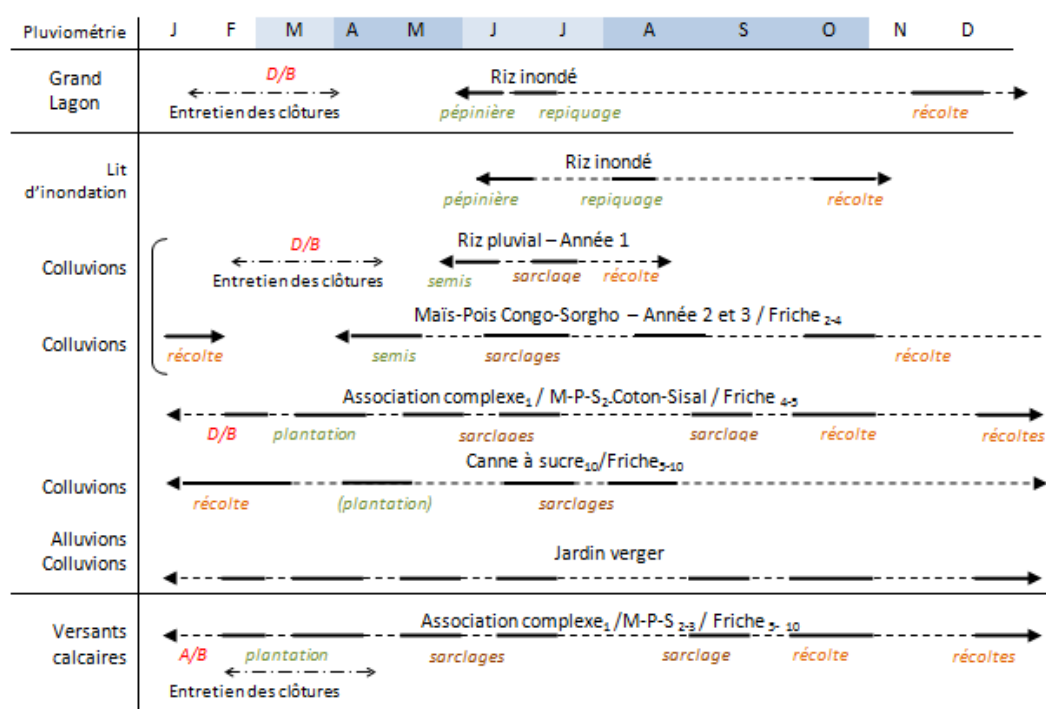 Pluviométrie J F M A M J J A S O N D
D/B Riz inondé
Grand
Lagon
Entretien des clôtures pépinière repiquage récolte
Riz inondé
Lit
d'inondation
pépinière repiquage récolte
D/B Riz pluvial – Année 1
Colluvions
Entretien des clôtures semis sarclage récolte
Maïs-Pois Congo-Sorgho – Année 2 et 3 / Friche 2-4
Colluvions
récolte semis sarclages récolte
Association complexe1 / M-P-S2.Coton-Sisal / Friche 4-5
D/B plantation sarclages sarclage récolte récoltes
Canne à sucre10/Friche5-10
Colluvions
récolte (plantation) sarclages
Alluvions
Colluvions
Jardin verger
Association complexe1 /M-P-S 2-3 / Friche 5- 10
Versants
calcaires
A/B plantation sarclages sarclage récolte récoltes
Entretien des clôtures